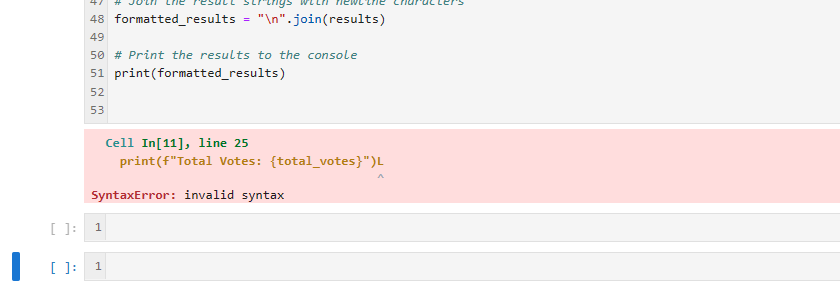 47 # Join the result strings with newline characters
48 formatted_results = "\n".join(results)
49
50 # Print the results to the console
51 print(formatted_results)
52
53
Cell In[11], line 25
print(f"Total Votes: {total_votes}")L
^
SyntaxError: invalid syntax
[ ]: 1
[ ]: 1